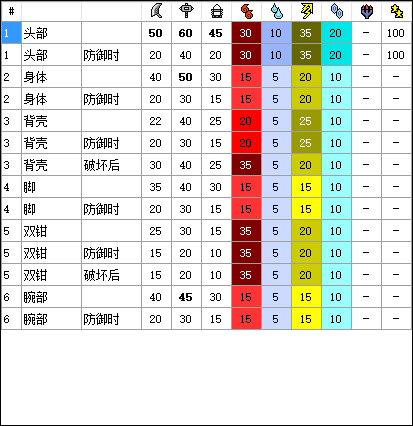 #
1 头部 50 60 45 30 10 35 20 – 100
1 头部 防御时 20 40 20 30 10 35 20 – 100
2 身体 40 50 30 15 5 20 10 – –
2 身体 防御时 20 30 15 15 5 20 10 – –
3 背壳 22 40 25 20 5 25 10 – –
3 背壳 防御时 20 30 15 20 5 25 10 – –
3 背壳 破坏后 30 40 25 35 5 20 10 – –
4 脚 35 40 30 15 5 15 10 – –
4 脚 防御时 20 30 15 15 5 15 10 – –
5 双钳 25 30 15 35 5 20 10 – –
5 双钳 防御时 15 20 10 35 5 20 10 – –
5 双钳 破坏后 15 20 10 35 5 20 10 – –
6 腕部 40 45 30 15 5 15 10 – –
6 腕部 防御时 20 30 15 15 5 15 10 – –